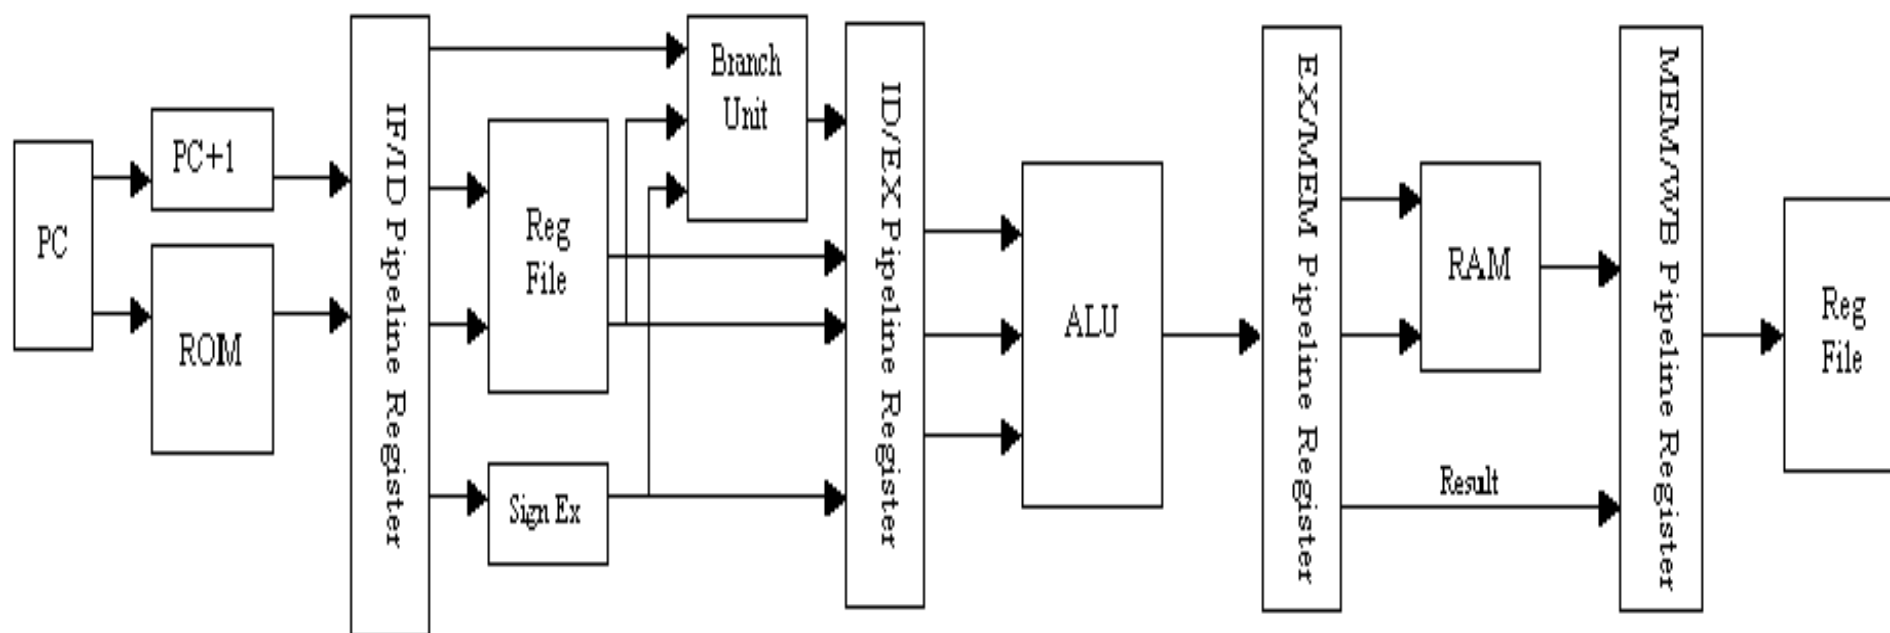 PC
PC+1
ROM
IF/ID Pipeline Register
Reg
File
Sign Ex
Branch
Unit
ID/EX Pipeline Register
ALU
EX/MEM Pipeline Register
RAM
Result
MEM/WB Pipeline Register
Reg
File